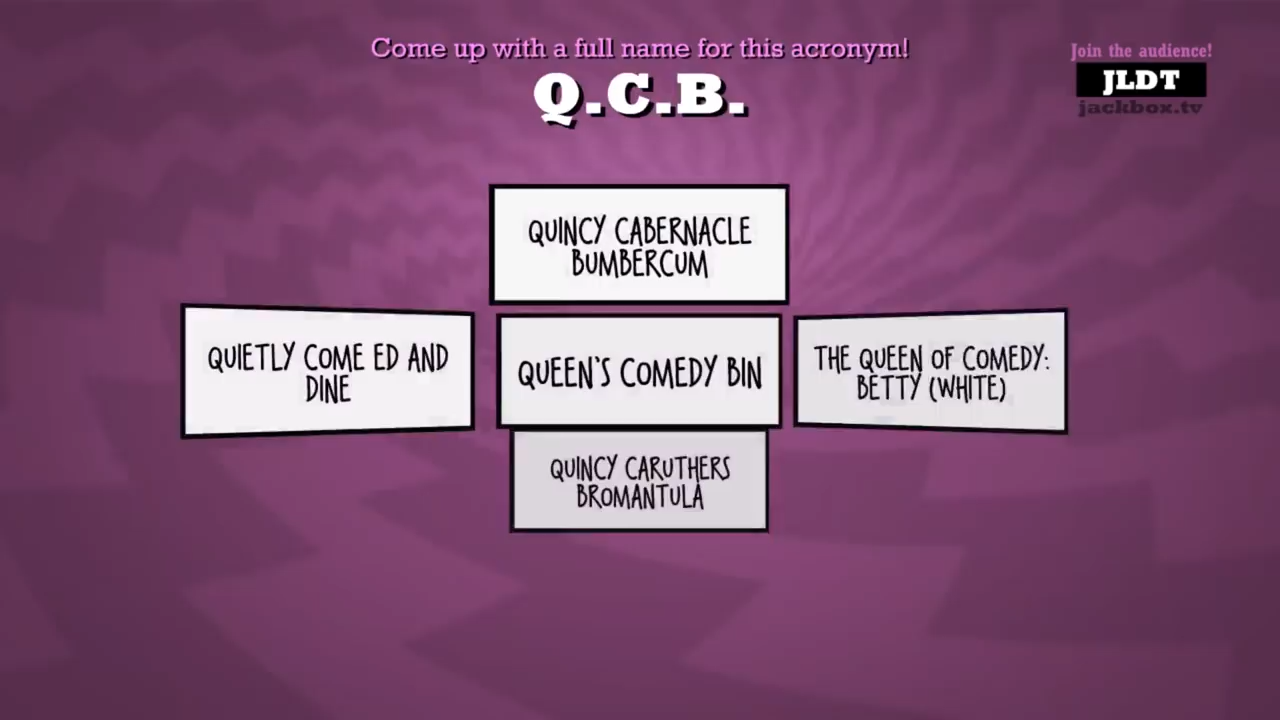 Come up with a full name for this acronym!
Q.C.B.
Join the audience!
JLDT
jackbox.tv
QUINCY CABERNACLE
BUMBERCUM
QUIETLY COME ED AND
DINE
QUEEN'S COMEDY BIN
THE QUEEN OF COMEDY:
BETTY (WHITE)
QUINCY CARUTHERS
BROMANTULA